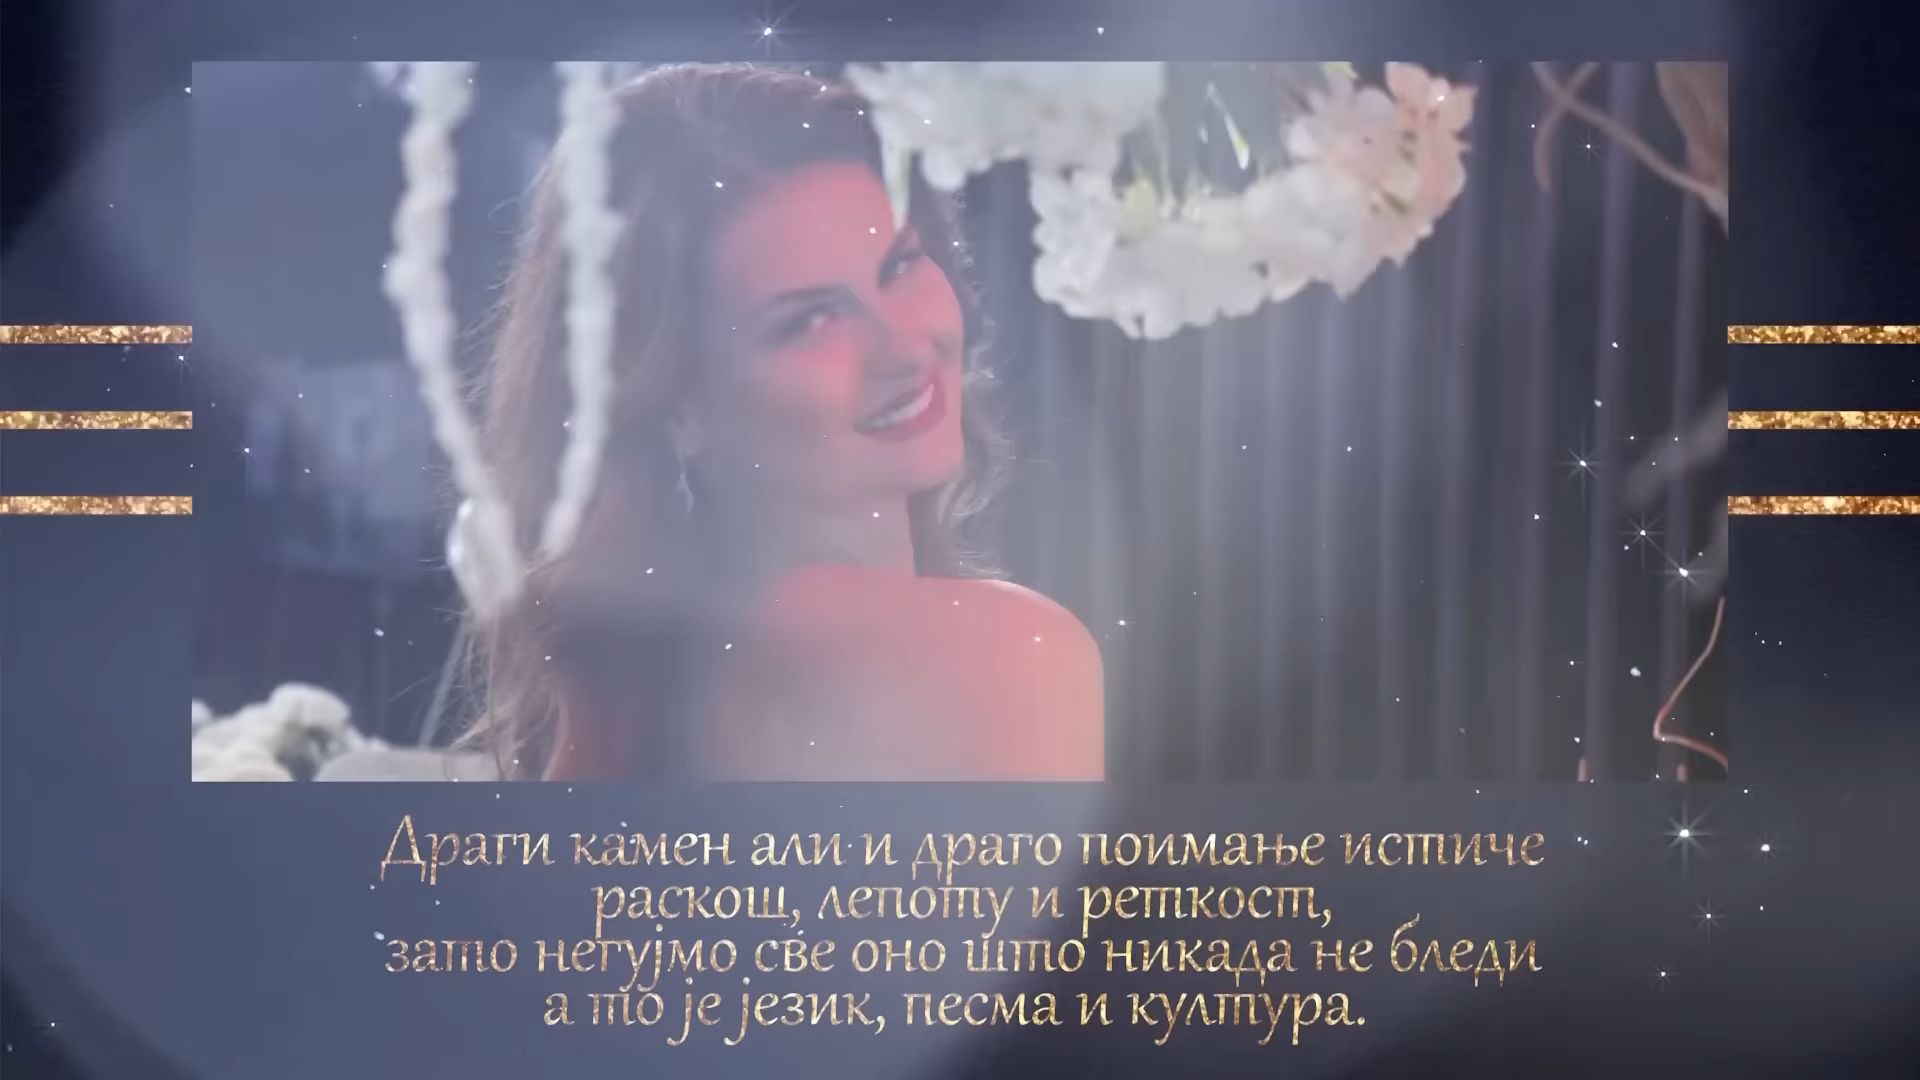 Драги камен али и драго поимање истиче
раскош, лепоту и реткост,
зато негујмо све оно што никада не бледи
а то је језик, песма и култура.